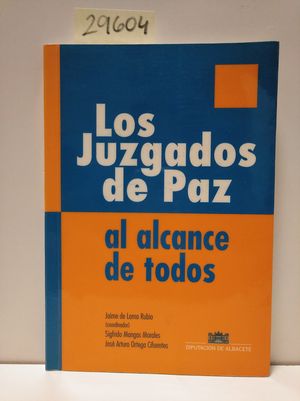 29604
Los
Juzgados
de Paz
al alcance
de todos
Jaime de Lamo Rubio
(coordinador)
Sigfrido Mangas Morales
José Arturo Ortega Cifuentes
DIPUTACIÓN DE ALBACETE